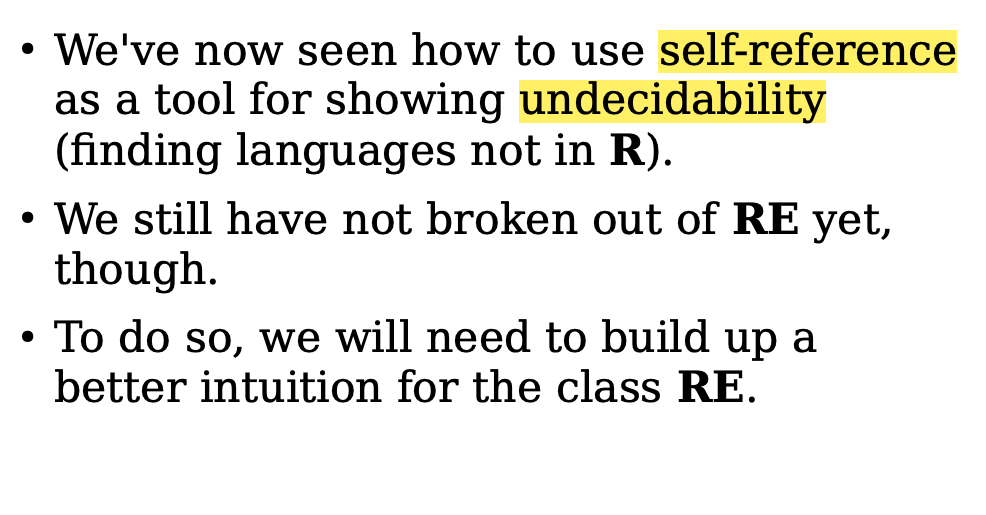 • We've now seen how to use self-reference
as a tool for showing undecidability
(finding languages not in R).
• We still have not broken out of RE yet,
though.
• To do so, we will need to build up a
better intuition for the class RE.